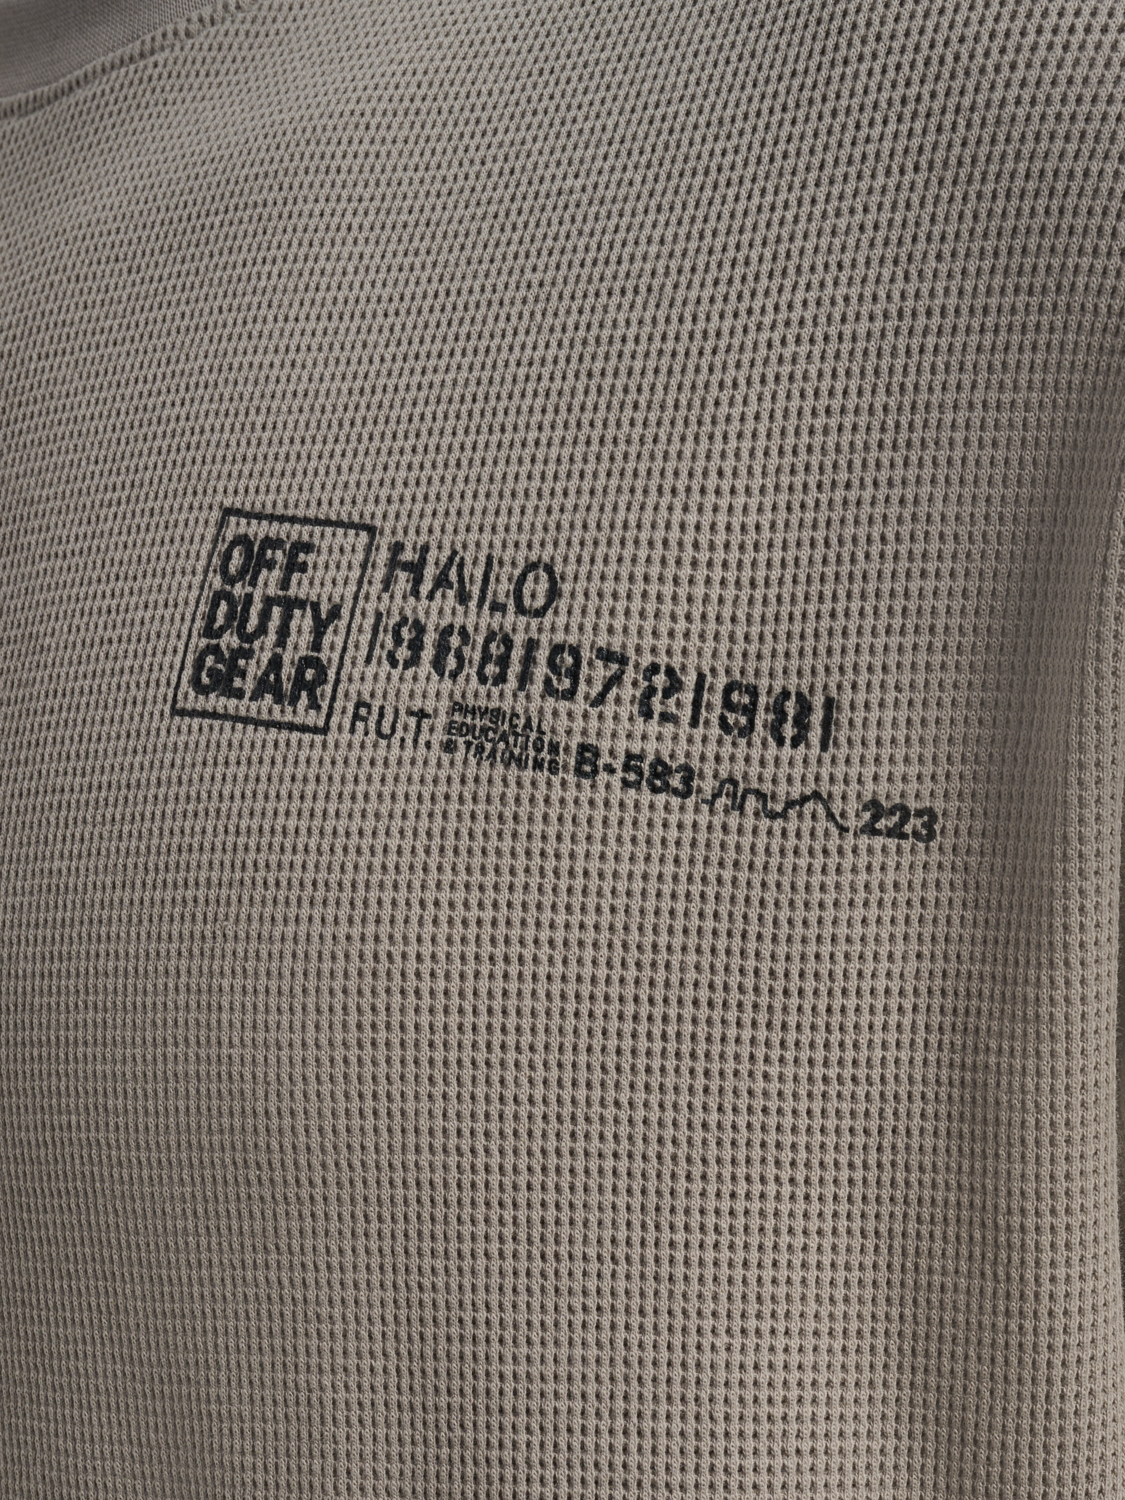 OFF
DUTY
GEAR
HALO
196819721981
F.U.T.
PHYSICAL
EDUCATION
& TRAINING
B-583
223